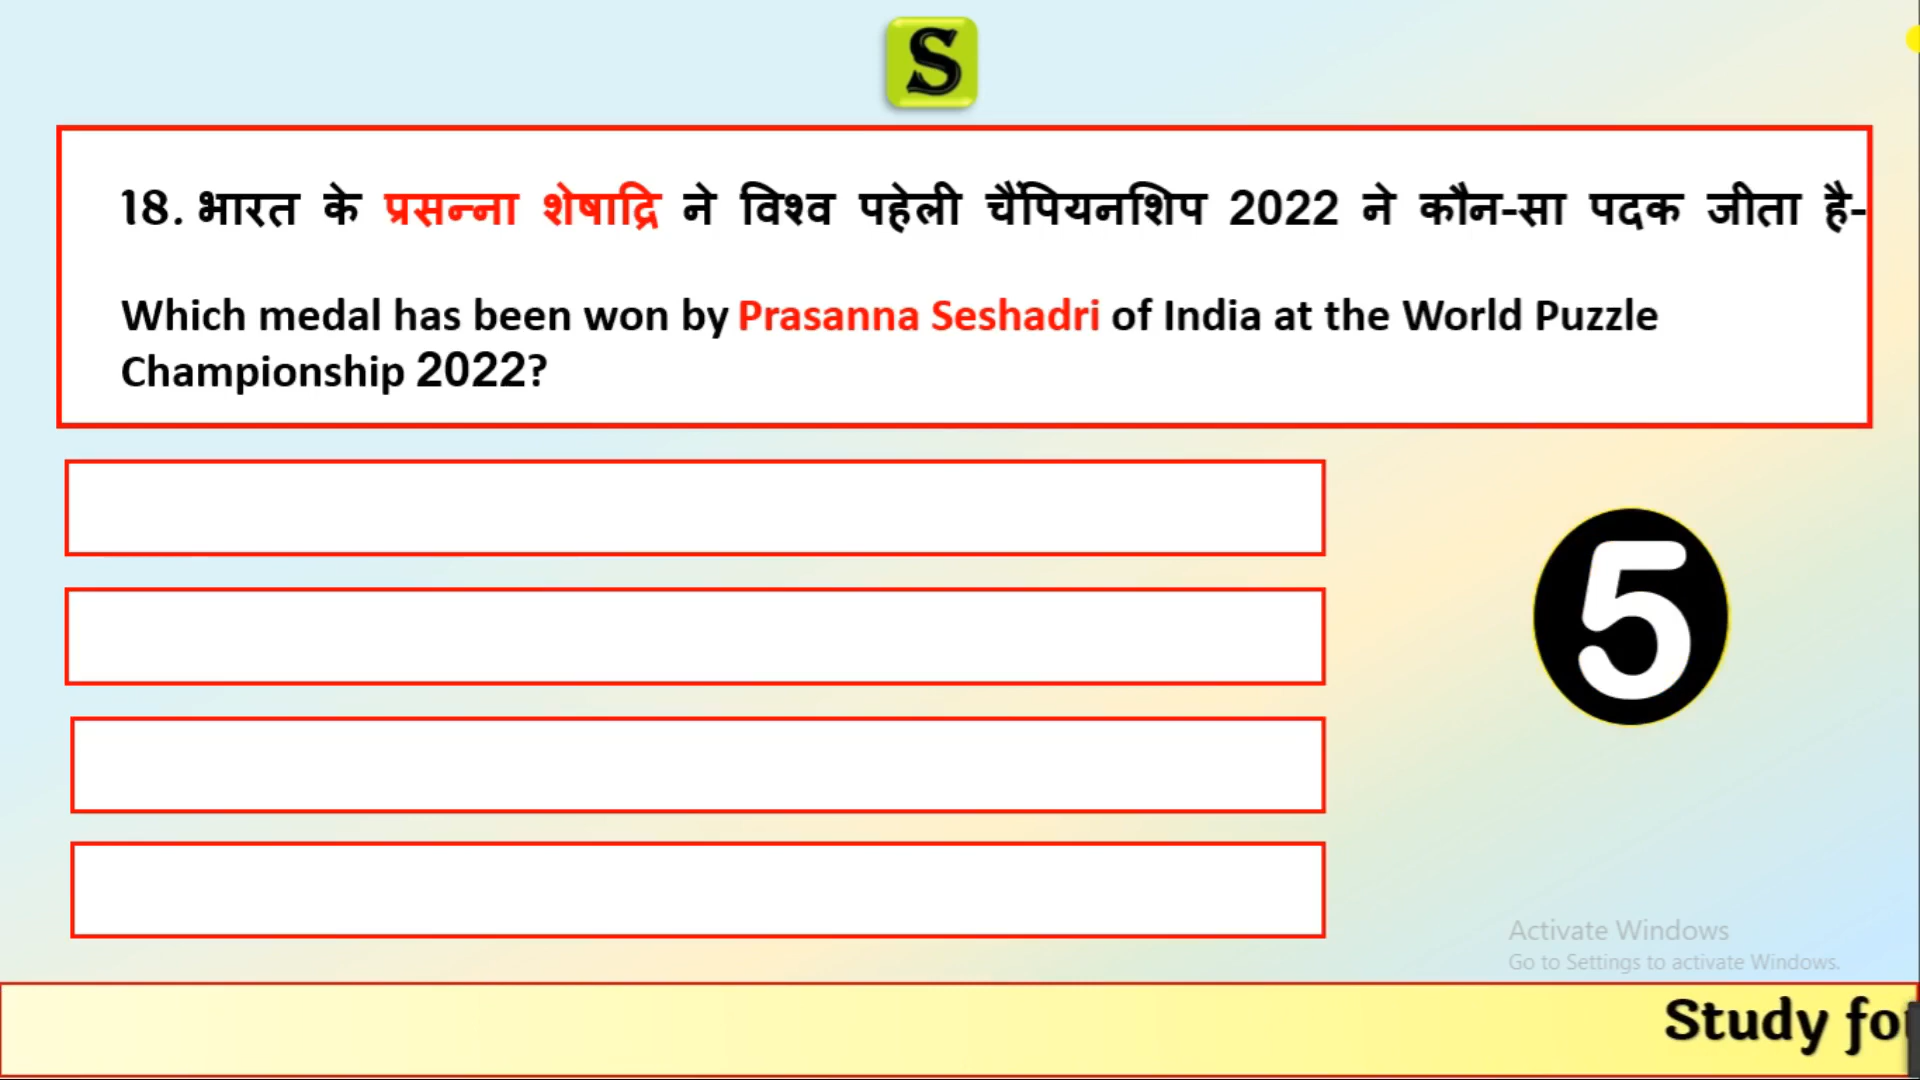 S
18. भारत के प्रसन्ना शेषाद्रि ने विश्व पहेली चैंपियनशिप 2022 ने कौन-सा पदक जीता है-
Which medal has been won by Prasanna Seshadri of India at the World Puzzle
Championship 2022?
5
Activate Windows
Go to Settings to activate Windows.
Study